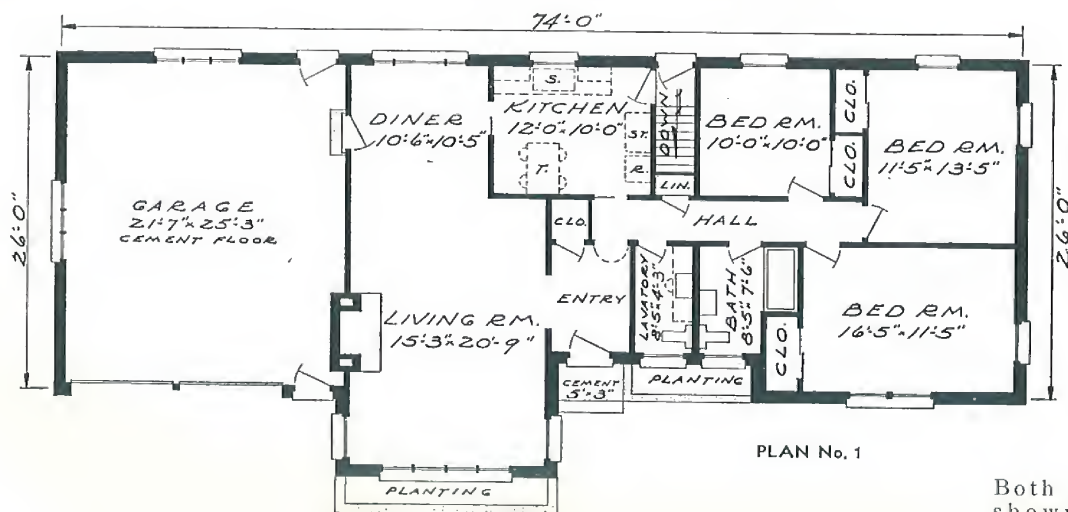 74'-0"
26'-0"
GARAGE
21'-7"x25'-3"
CEMENT FLOOR
DINER
10'-6"x10'-5"
S.
KITCHEN
12'-0"x10'-0"
ST.
T.
R.
DOWN
LIN.
BED RM.
10'-0"x10'-0"
CLO.
CLO.
BED RM.
11'-5"x13'-5"
26'-0"
HALL
CLO.
ENTRY
LIVING RM.
15'-3"x20'-9"
LAVATORY
8'-5"x4'-3"
BATH
8'-5"x7'-6"
CLO.
BED RM.
16'-5"x11'-5"
CEMENT
5'x3'
PLANTING
PLANTING
PLAN No. 1
Both